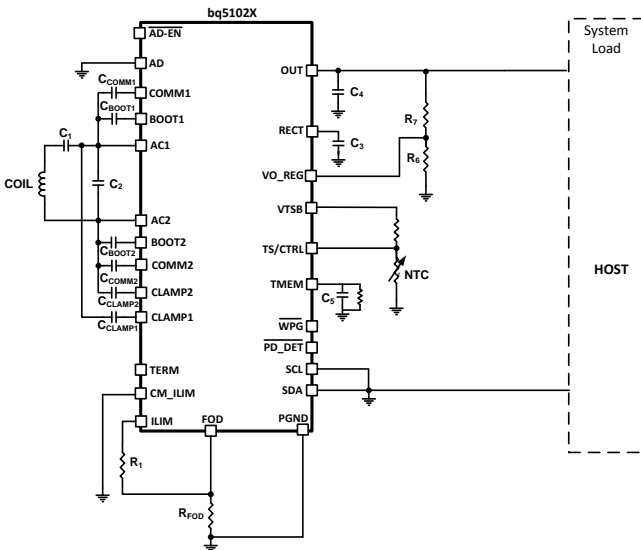 bq5102X
System
Load
AD-EN
AD
OUT
CCOMM1
COMM1
C4
CBOOT1
BOOT1
R7
C1
RECT
AC1
C3
R6
COIL
C2
VO_REG
VTSB
AC2
BOOT2
TS/CTRL
CBOOT2
NTC
HOST
COMM2
CCOMM2
TMEM
CLAMP2
C5
CCLAMP2
CLAMP1
WPG
CCLAMP1
PD_DET
TERM
SCL
CM_ILIM
SDA
ILIM
FOD
PGND
R1
RFOD